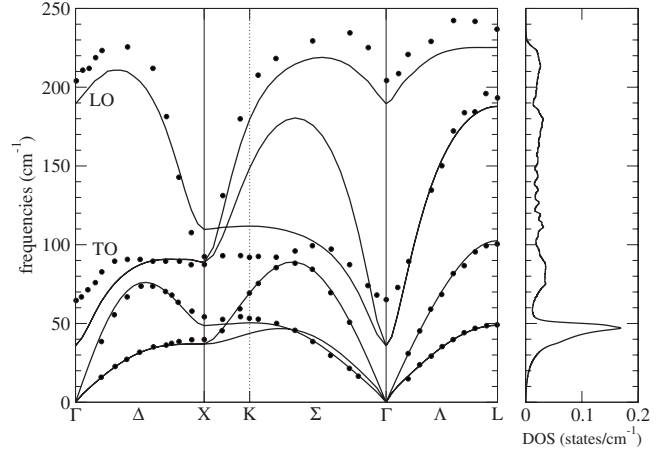 250
200
150
100
50
0
frequencies (cm⁻¹)
LO
TO
Γ Δ X K Σ Γ Λ L
0 0.1 0.2
DOS (states/cm⁻¹)